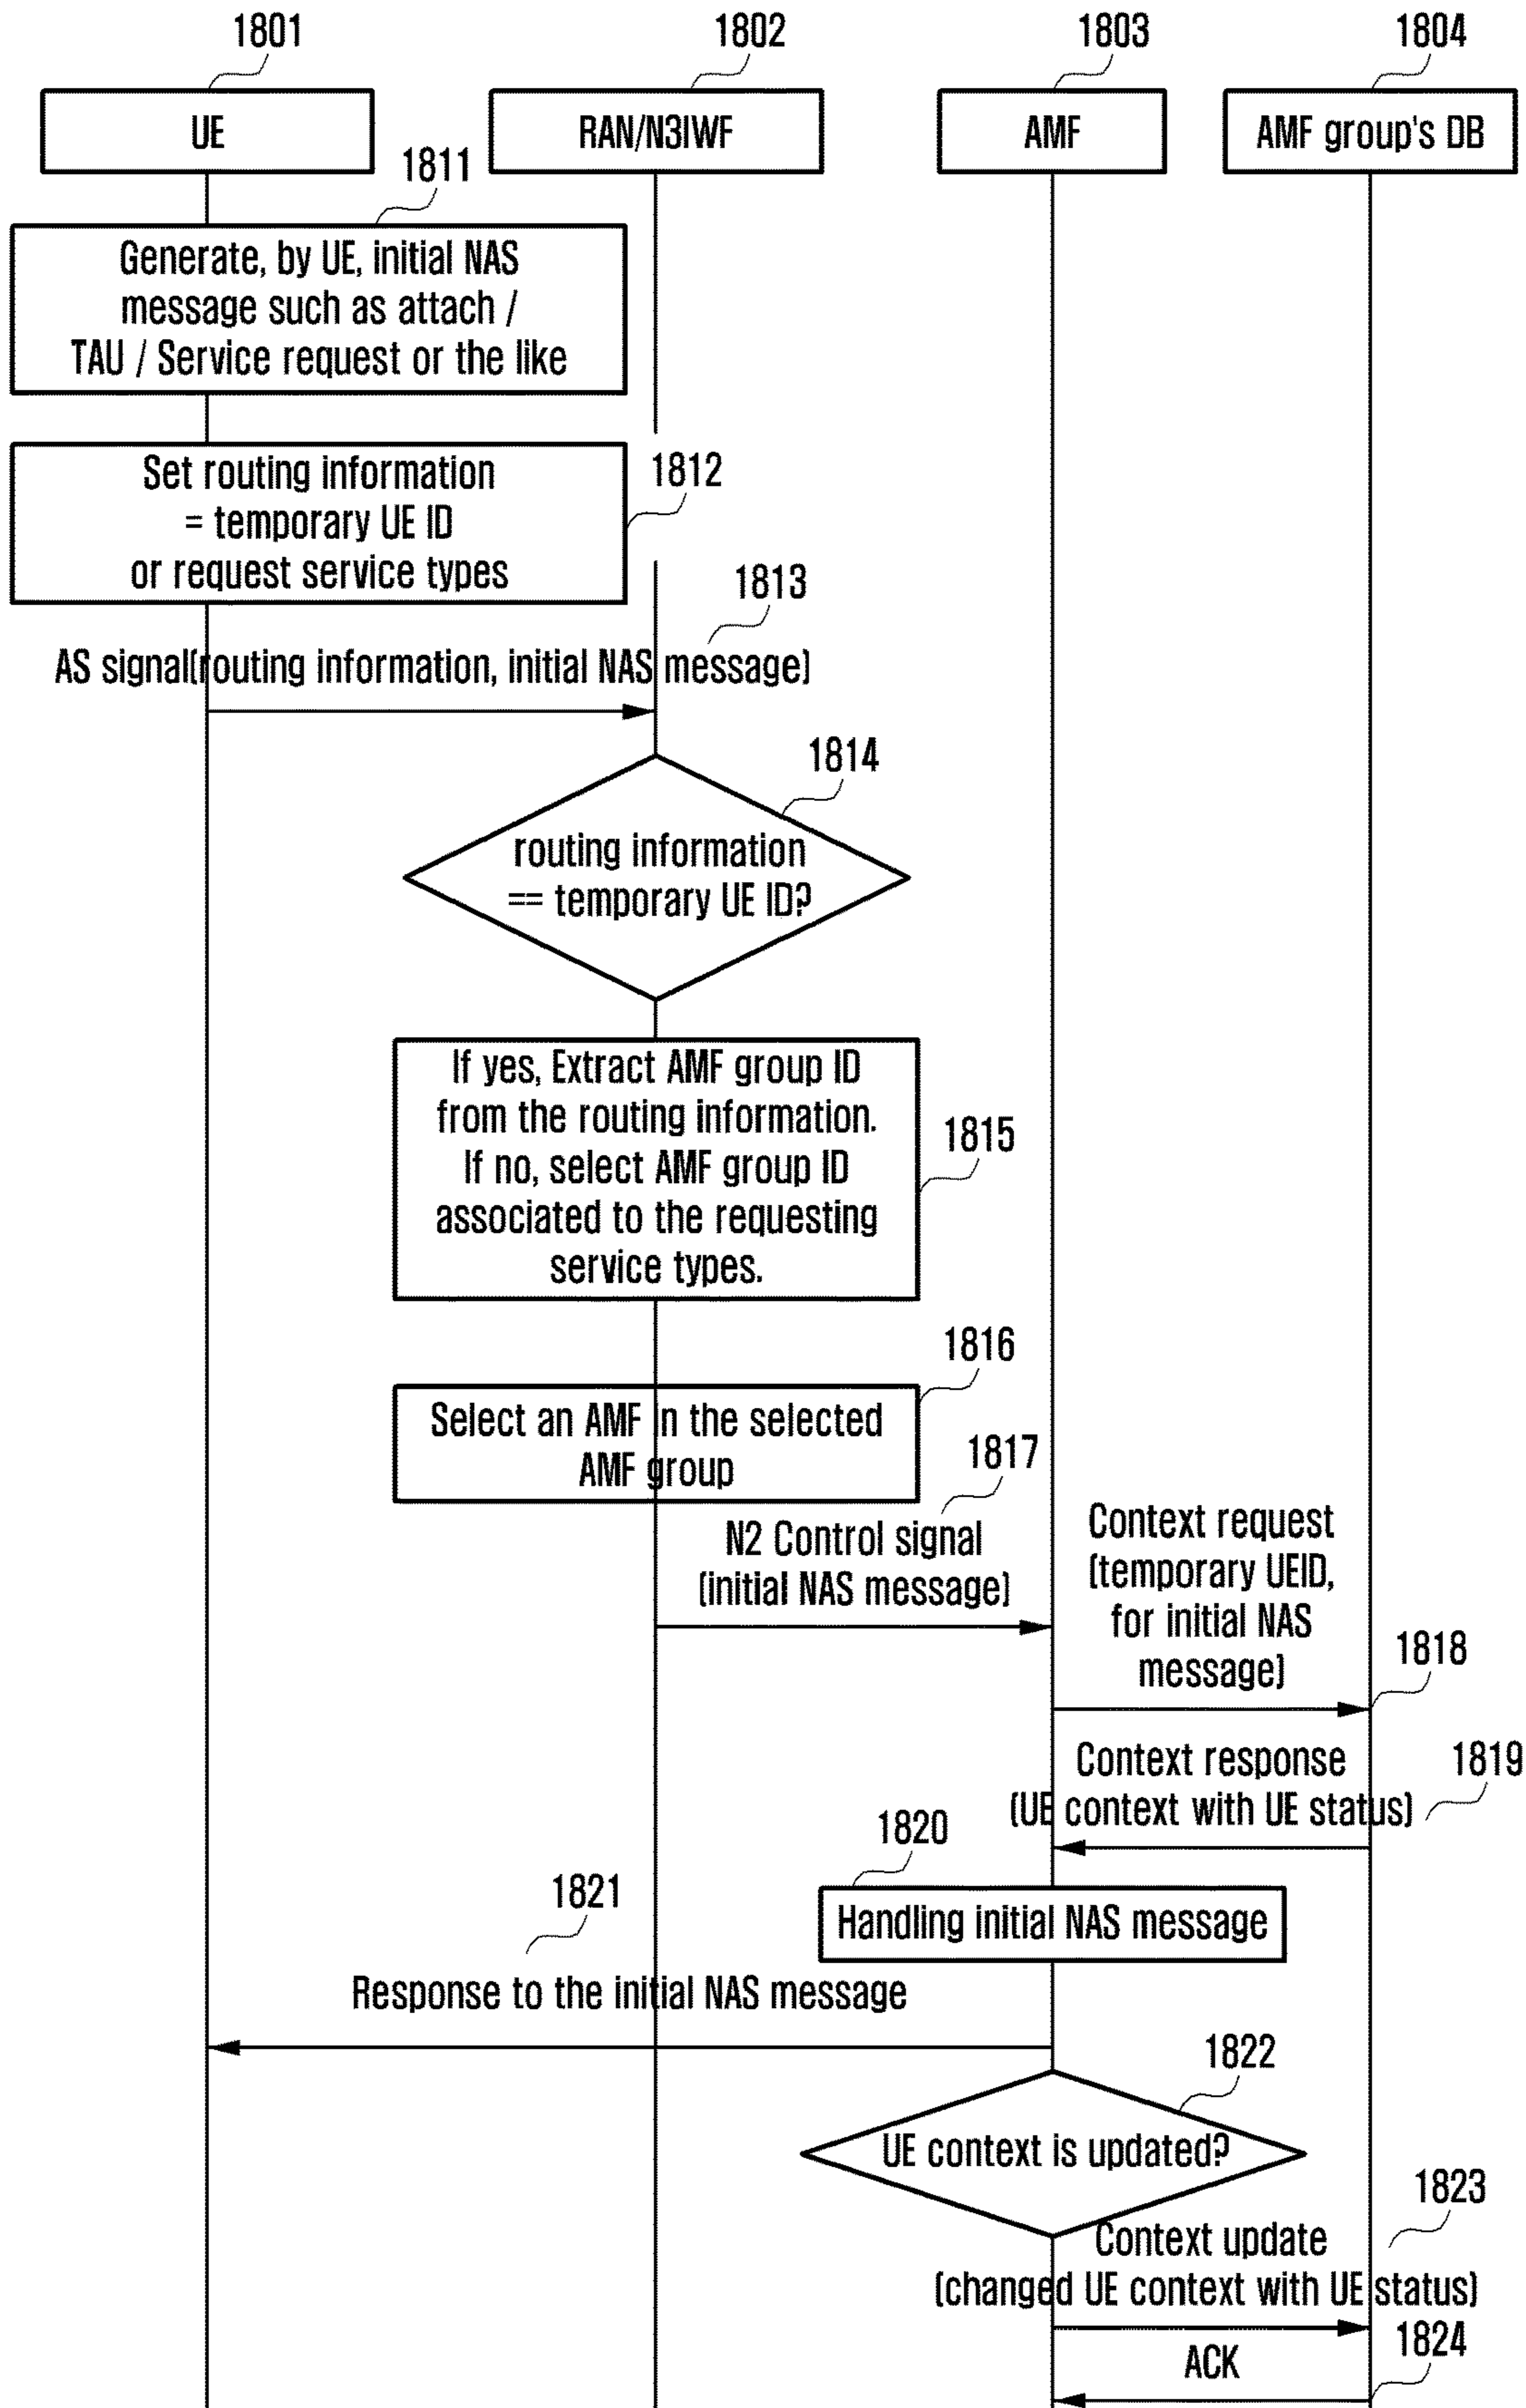 1801
1802
1803
1804
UE
RAN/N3IWF
AMF
AMF group's DB
1811
Generate, by UE, initial NAS
message such as attach /
TAU / Service request or the like
1812
Set routing information
= temporary UE ID
or request service types
1813
AS signal(routing information, initial NAS message)
1814
routing information
== temporary UE ID?
If yes, Extract AMF group ID
from the routing information.
If no, select AMF group ID
associated to the requesting
service types.
1815
1816
Select an AMF in the selected
AMF group
1817
N2 Control signal
(initial NAS message)
Context request
(temporary UEID,
for initial NAS
message)
1818
Context response
(UE context with UE status)
1819
1820
Handling initial NAS message
1821
Response to the initial NAS message
1822
UE context is updated?
1823
Context update
(changed UE context with UE status)
1824
ACK